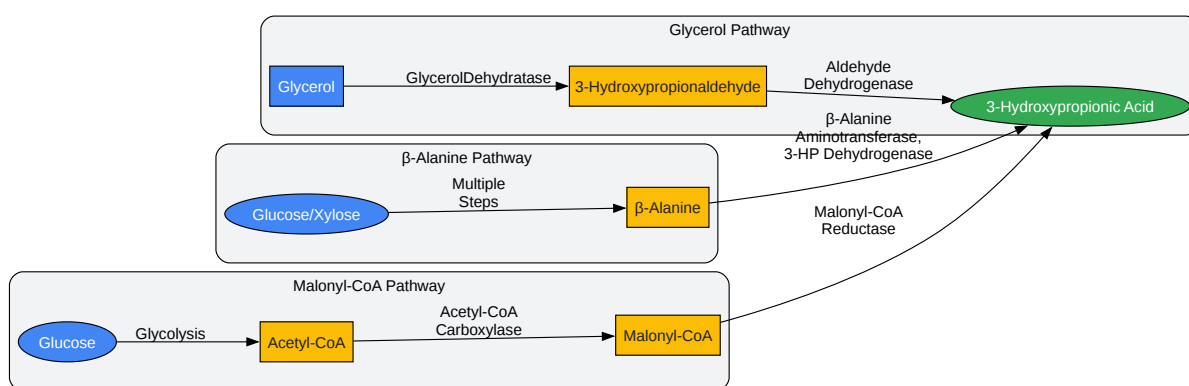 Glycerol Pathway
Glycerol
GlycerolDehydratase
3-Hydroxypropionaldehyde
Aldehyde
Dehydrogenase
3-Hydroxypropionic Acid
β-Alanine
Aminotransferase,
3-HP Dehydrogenase
β-Alanine Pathway
Glucose/Xylose
Multiple
Steps
β-Alanine
Malonyl-CoA
Reductase
Malonyl-CoA Pathway
Glucose
Glycolysis
Acetyl-CoA
Acetyl-CoA
Carboxylase
Malonyl-CoA